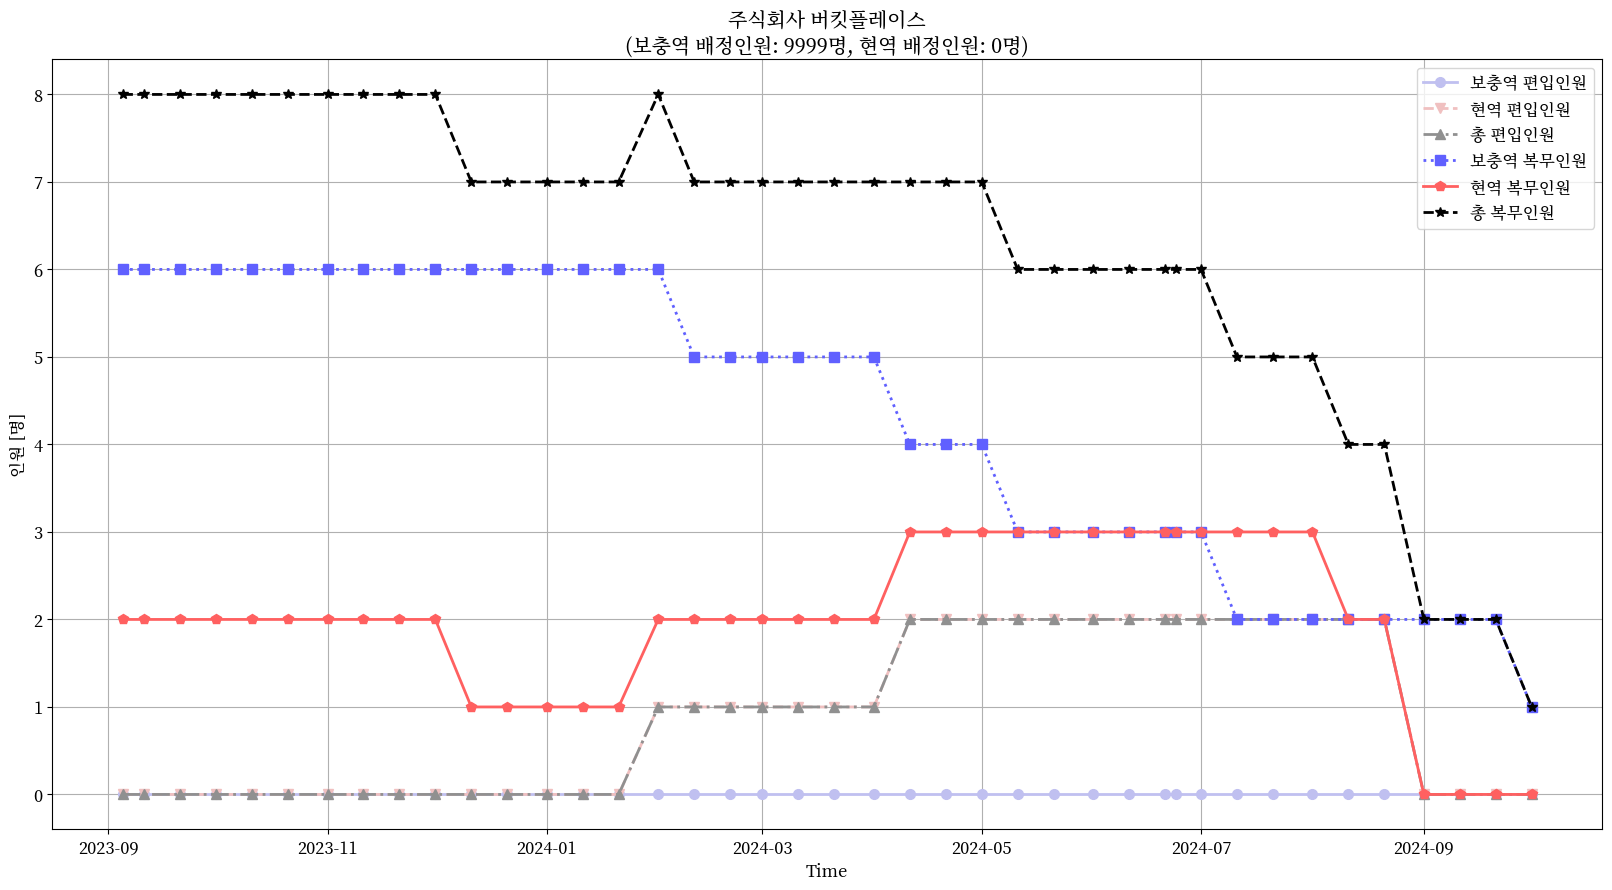 주식회사 버킷플레이스
(보충역 배정인원: 9999명, 현역 배정인원: 0명)
보충역 편입인원
현역 편입인원
총 편입인원
보충역 복무인원
현역 복무인원
총 복무인원
인원 [명]
8
7
6
5
4
3
2
1
0
2023-09 2023-11 2024-01 2024-03 2024-05 2024-07 2024-09
Time